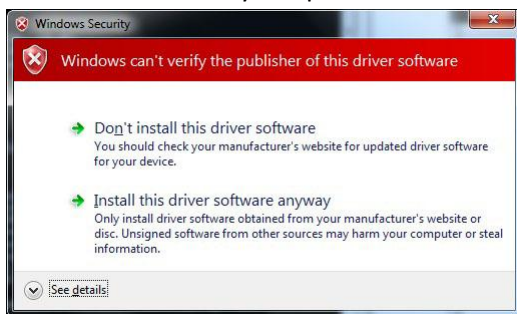 Windows Security
Windows can't verify the publisher of this driver software
Don't install this driver software
You should check your manufacturer's website for updated driver software
for your device.
Install this driver software anyway
Only install driver software obtained from your manufacturer's website or
disc. Unsigned software from other sources may harm your computer or steal
information.
See details